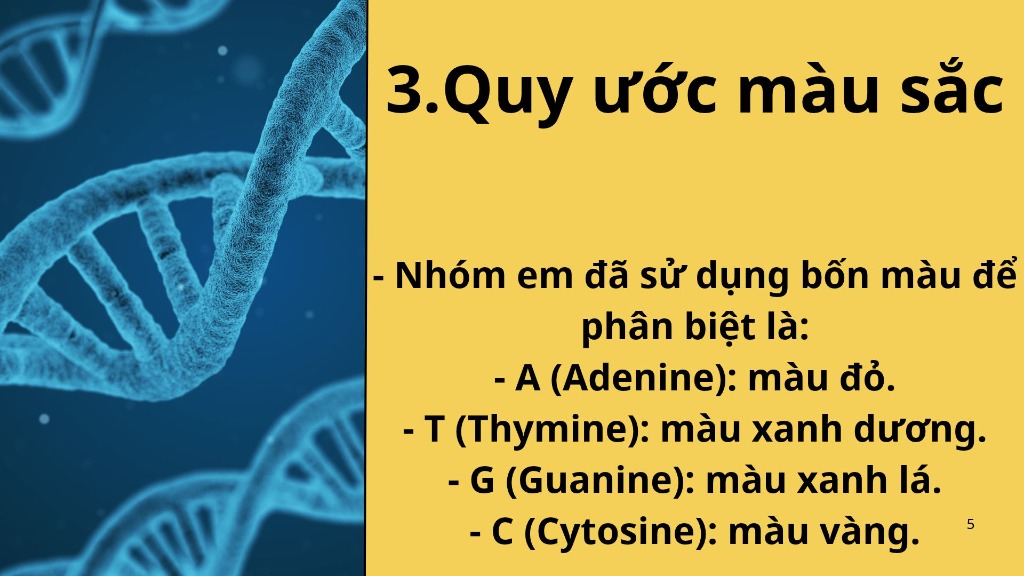 3.Quy ước màu sắc
- Nhóm em đã sử dụng bốn màu để
phân biệt là:
- A (Adenine): màu đỏ.
- T (Thymine): màu xanh dương.
- G (Guanine): màu xanh lá.
- C (Cytosine): màu vàng.
5